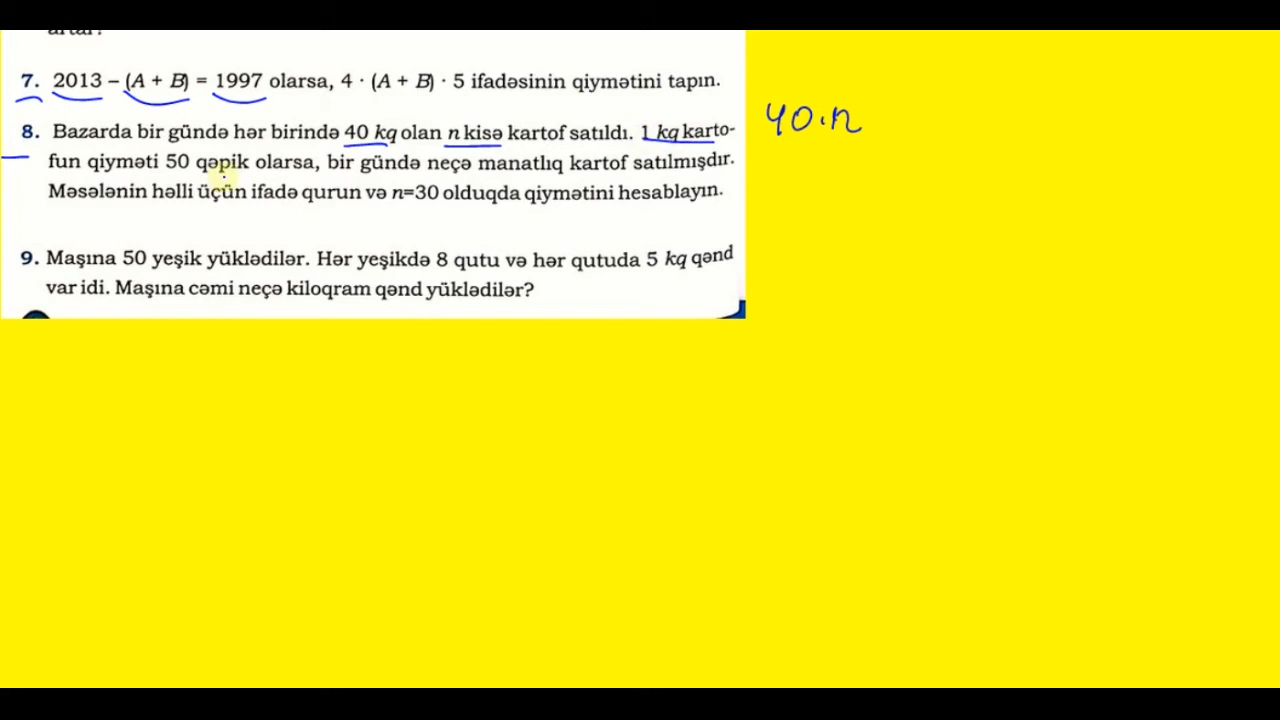 artar?
7. 2013 – (A + B) = 1997 olarsa, 4 · (A + B) · 5 ifadəsinin qiymətini tapın.
8. Bazarda bir gündə hər birində 40 kq olan n kisə kartof satıldı. 1 kq karto-
fun qiyməti 50 qəpik olarsa, bir gündə neçə manatlıq kartof satılmışdır.
Məsələnin həlli üçün ifadə qurun və n=30 olduqda qiymətini hesablayın.
40·n
9. Maşına 50 yeşik yüklədilər. Hər yeşikdə 8 qutu və hər qutuda 5 kq qənd
var idi. Maşına cəmi neçə kiloqram qənd yüklədilər?